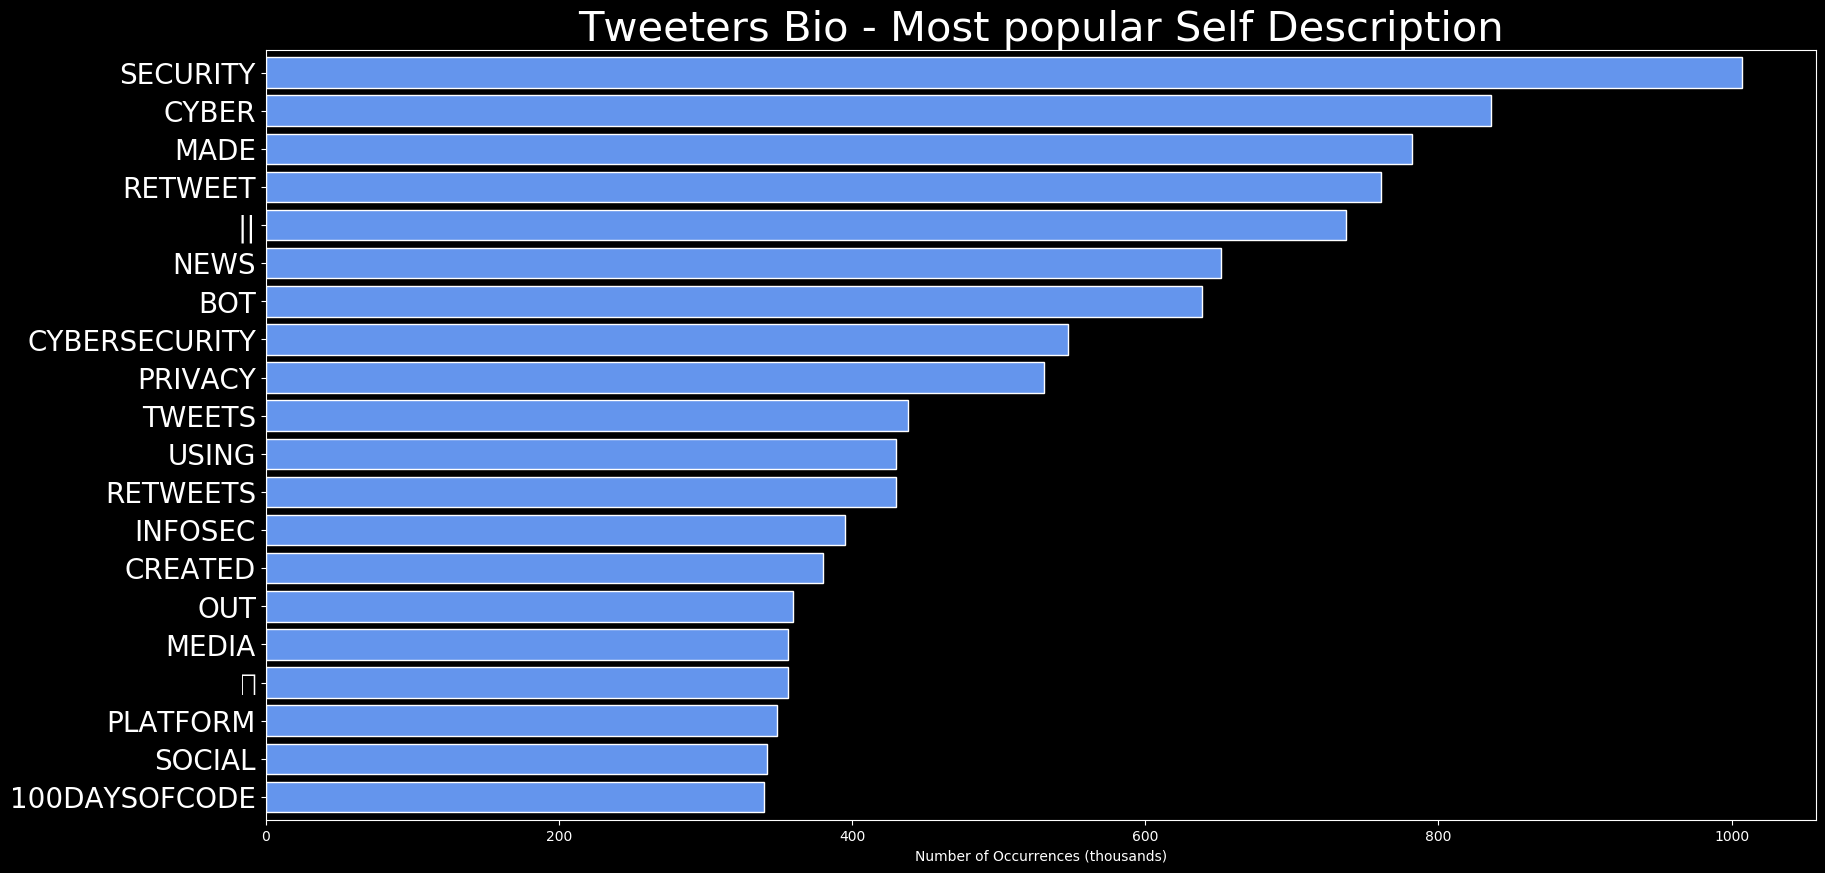 Tweeters Bio - Most popular Self Description
SECURITY
CYBER
MADE
RETWEET
||
NEWS
BOT
CYBERSECURITY
PRIVACY
TWEETS
USING
RETWEETS
INFOSEC
CREATED
OUT
MEDIA
PLATFORM
SOCIAL
100DAYSOFCODE
0 200 400 600 800 1000
Number of Occurrences (thousands)